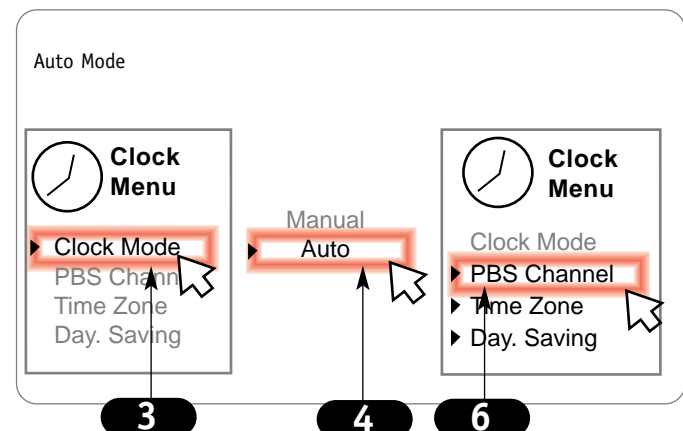 Auto Mode
Clock
Menu
Clock Mode
PBS Chann
Time Zone
Day. Saving
Manual
Auto
Clock
Menu
Clock Mode
PBS Channel
Time Zone
Day. Saving
3
4
6